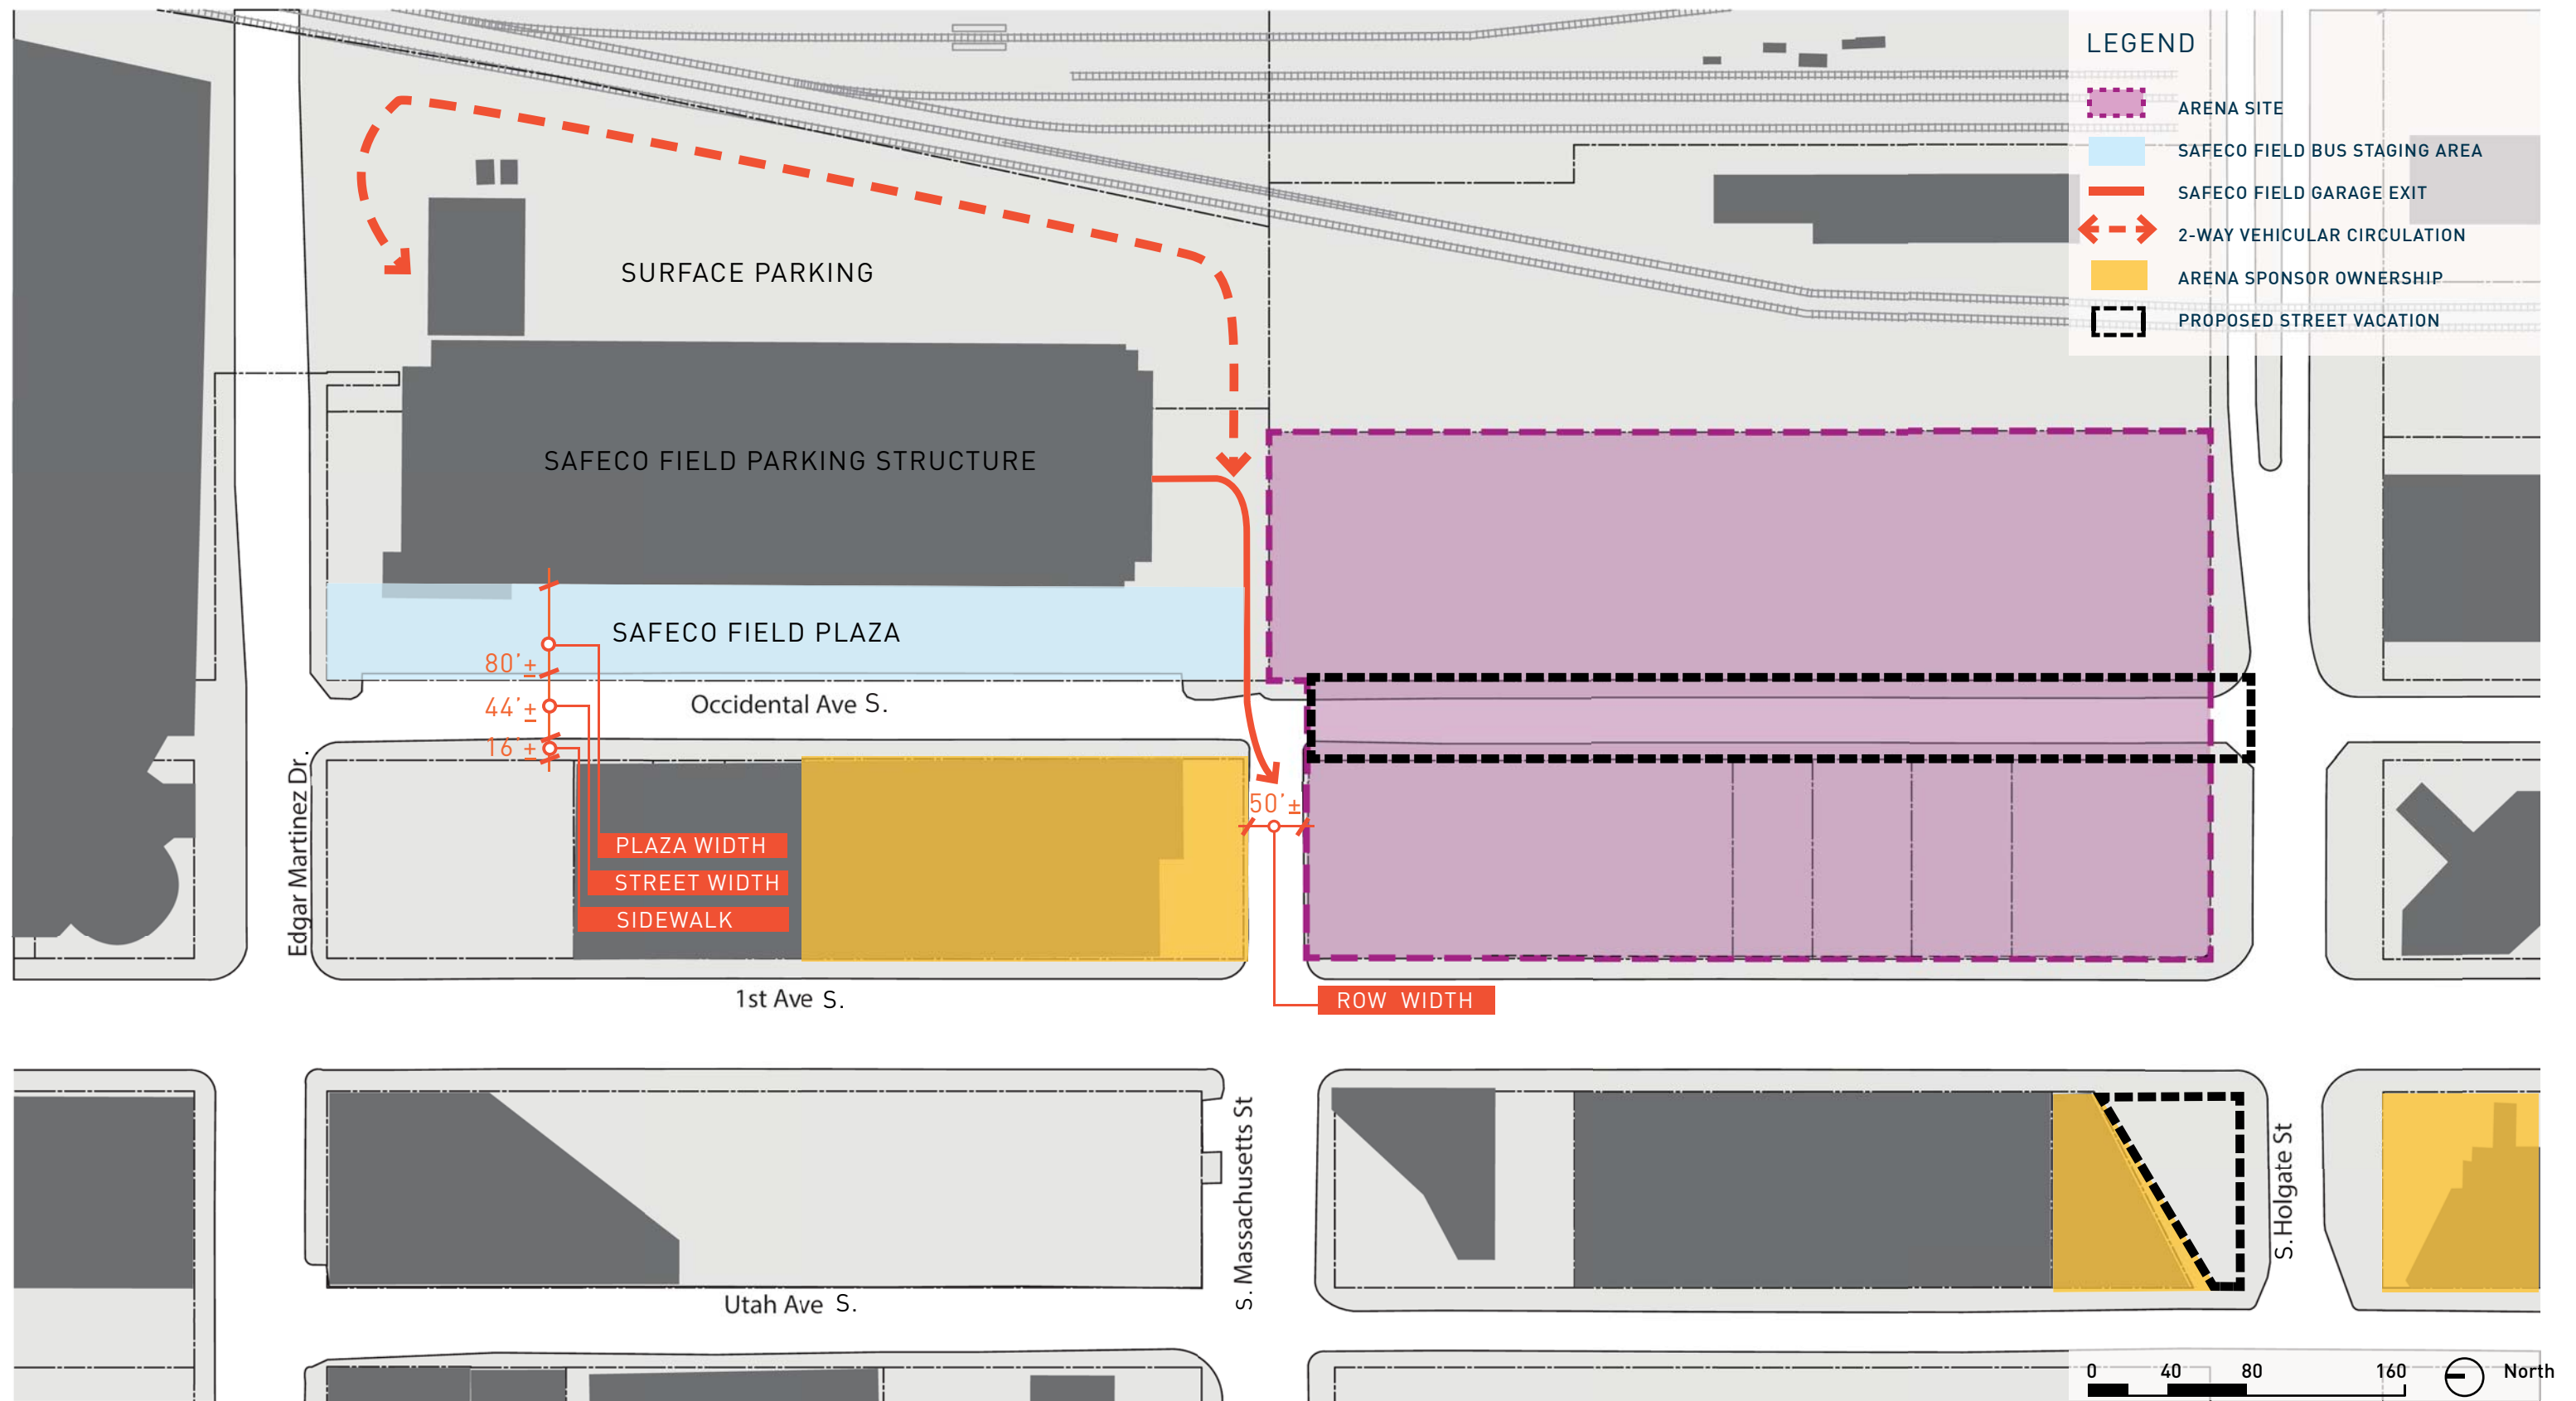 LEGEND
ARENA SITE
SAFECO FIELD BUS STAGING AREA
SAFECO FIELD GARAGE EXIT
2-WAY VEHICULAR CIRCULATION
ARENA SPONSOR OWNERSHIP
PROPOSED STREET VACATION
SURFACE PARKING
SAFECO FIELD PARKING STRUCTURE
SAFECO FIELD PLAZA
80'±
44'±
16'±
Occidental Ave S.
Edgar Martinez Dr.
50'±
PLAZA WIDTH
STREET WIDTH
SIDEWALK
1st Ave S.
ROW WIDTH
S. Massachusetts St
S. Holgate St
Utah Ave S.
0 40 80 160 North